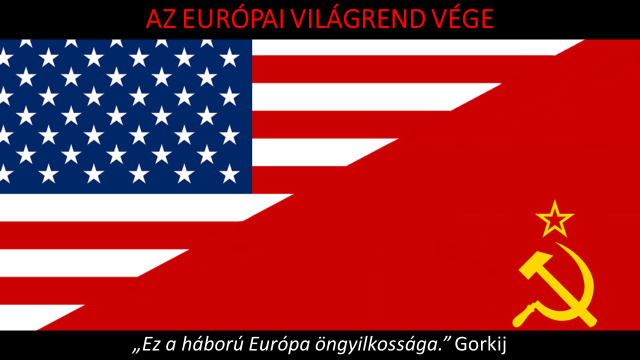 AZ EURÓPAI VILÁGREND VÉGE
„Ez a háború Európa öngyilkossága.” Gorkij